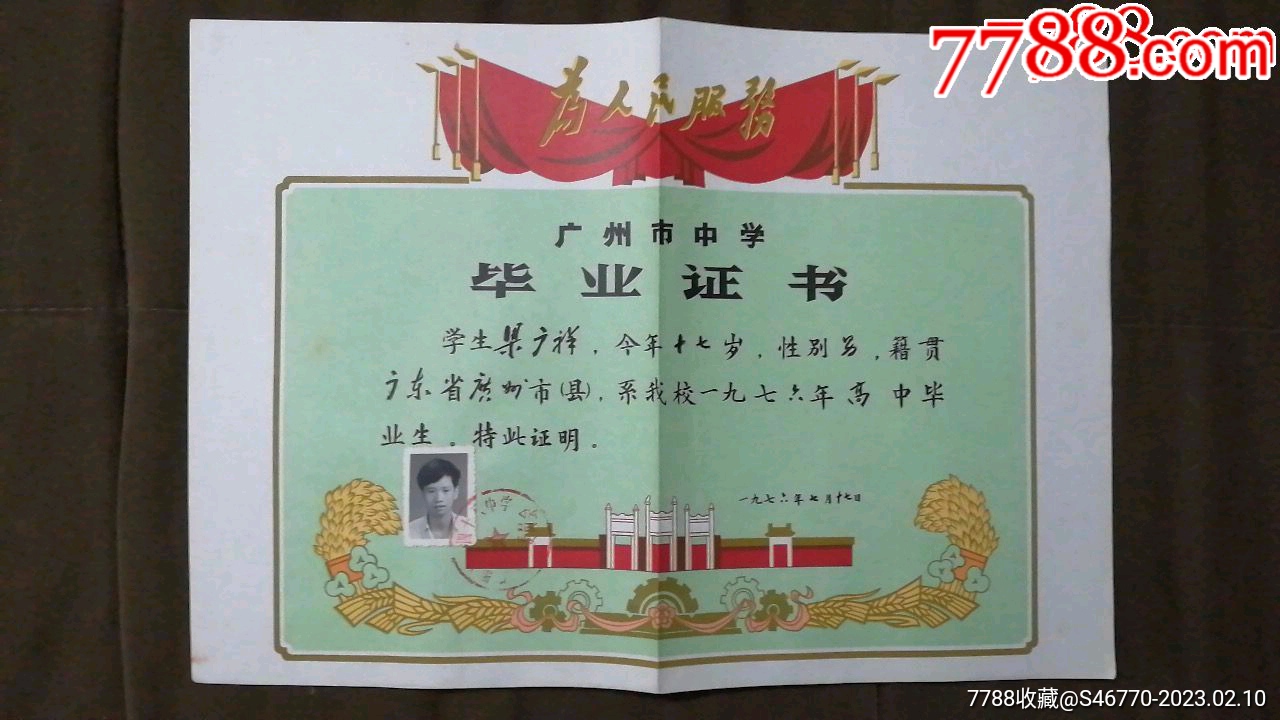 7788.com
为人民服務
广州市中学
毕业证书
学生梁广祥，今年十七岁，性别男，籍贯
广东省广州市(县)，系我校一九七六年高中毕
业生。特此证明。
中学
一九七六年七月十七日
7788收藏@S46770-2023.02.10